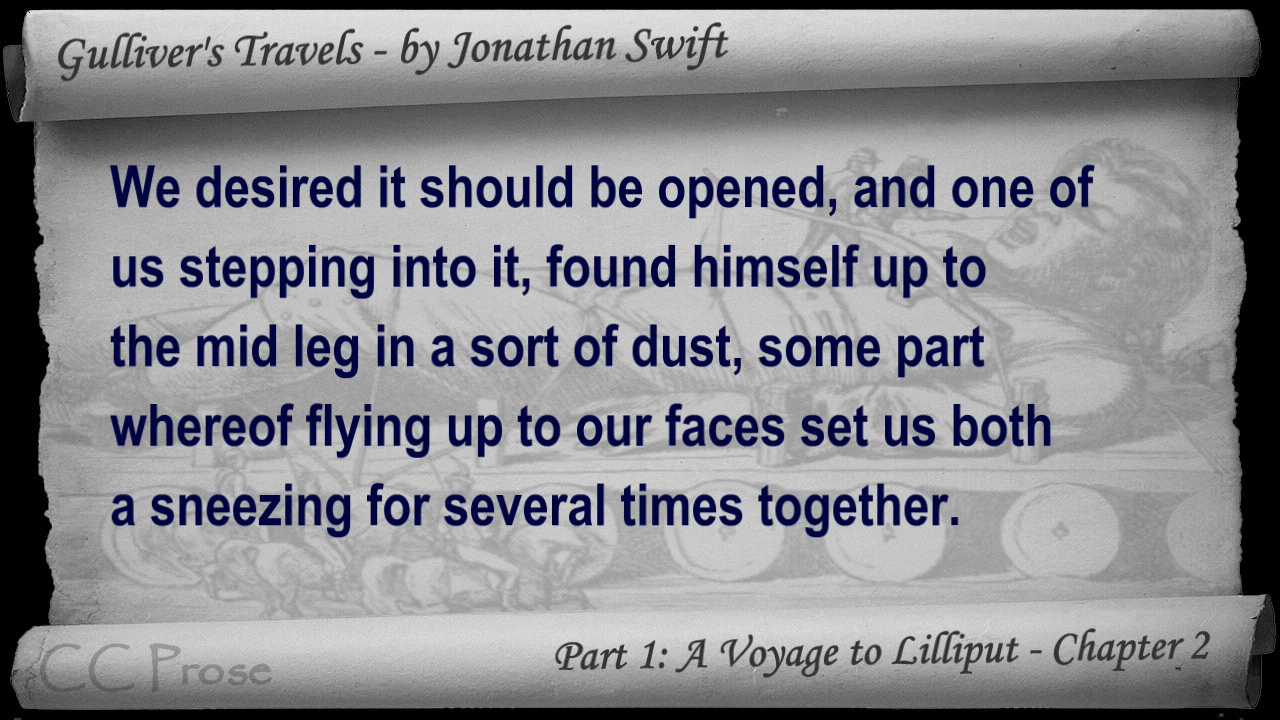 Gulliver's Travels - by Jonathan Swift
We desired it should be opened, and one of
us stepping into it, found himself up to
the mid leg in a sort of dust, some part
whereof flying up to our faces set us both
a sneezing for several times together.
CC Prose
Part 1: A Voyage to Lilliput - Chapter 2